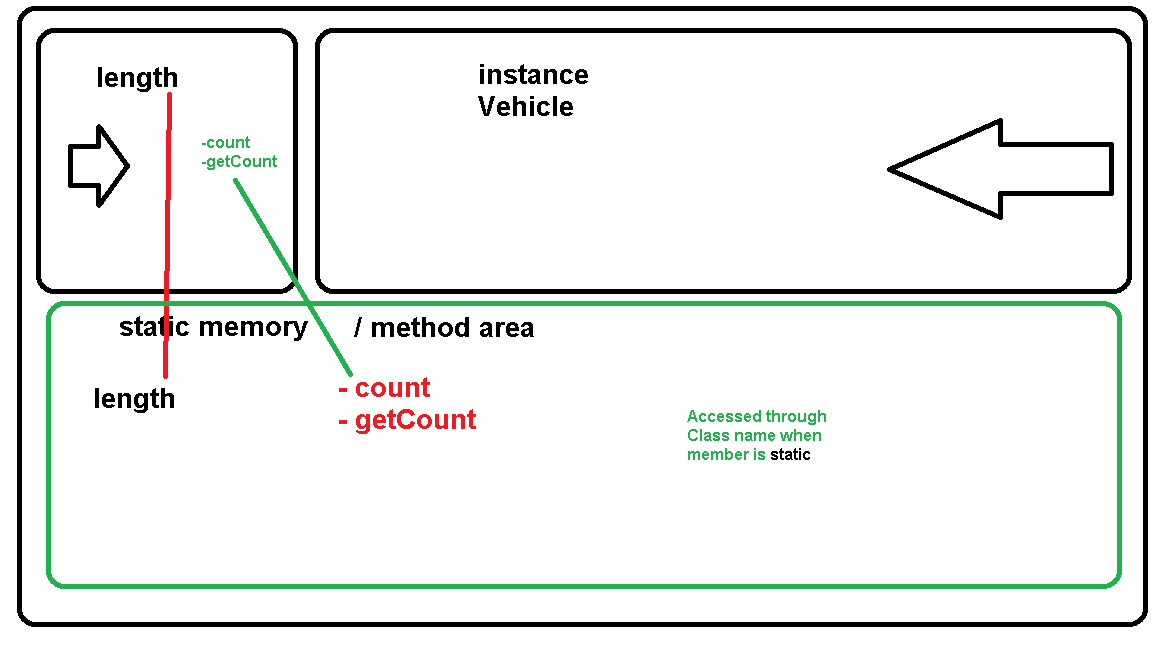 length
-count
-getCount
instance
Vehicle
static memory / method area
length
- count
- getCount
Accessed through
Class name when
member is static